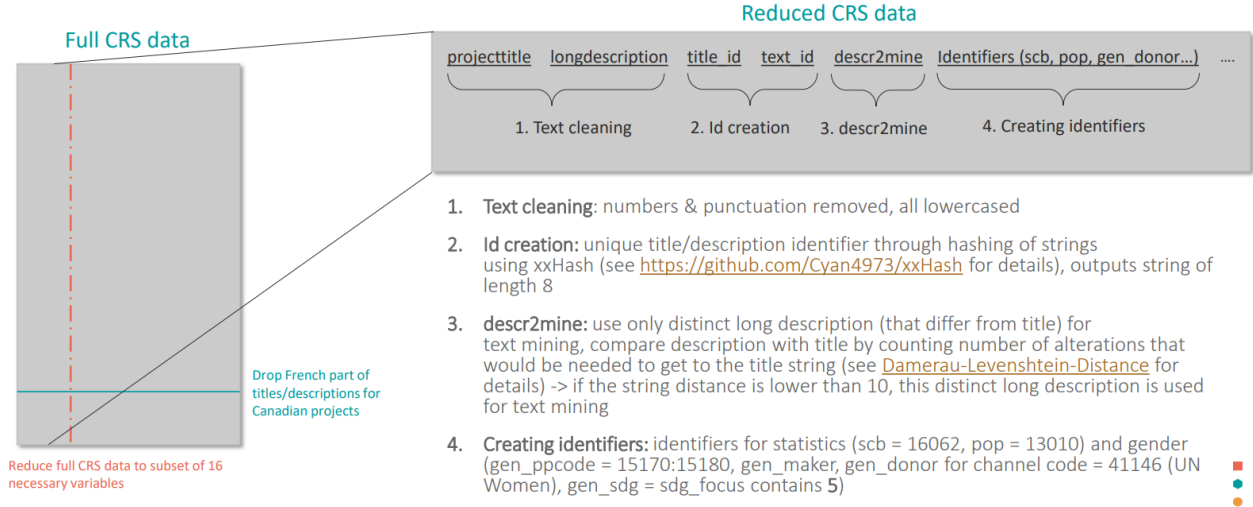 Reduced CRS data
Full CRS data
projecttitle longdescription title_id text_id descr2mine Identifiers (scb, pop, gen_donor...) ....
1. Text cleaning 2. Id creation 3. descr2mine 4. Creating identifiers
1. Text cleaning: numbers & punctuation removed, all lowercased
2. Id creation: unique title/description identifier through hashing of strings
using xxHash (see https://github.com/Cyan4973/xxHash for details), outputs string of
length 8
3. descr2mine: use only distinct long description (that differ from title) for
text mining, compare description with title by counting number of alterations that
would be needed to get to the title string (see Damerau-Levenshtein-Distance for
details) -> if the string distance is lower than 10, this distinct long description is used
for text mining
4. Creating identifiers: identifiers for statistics (scb = 16062, pop = 13010) and gender
(gen_ppcode = 15170:15180, gen_maker, gen_donor for channel code = 41146 (UN
Women), gen_sdg = sdg_focus contains 5)
Drop French part of
titles/descriptions for
Canadian projects
Reduce full CRS data to subset of 16
necessary variables